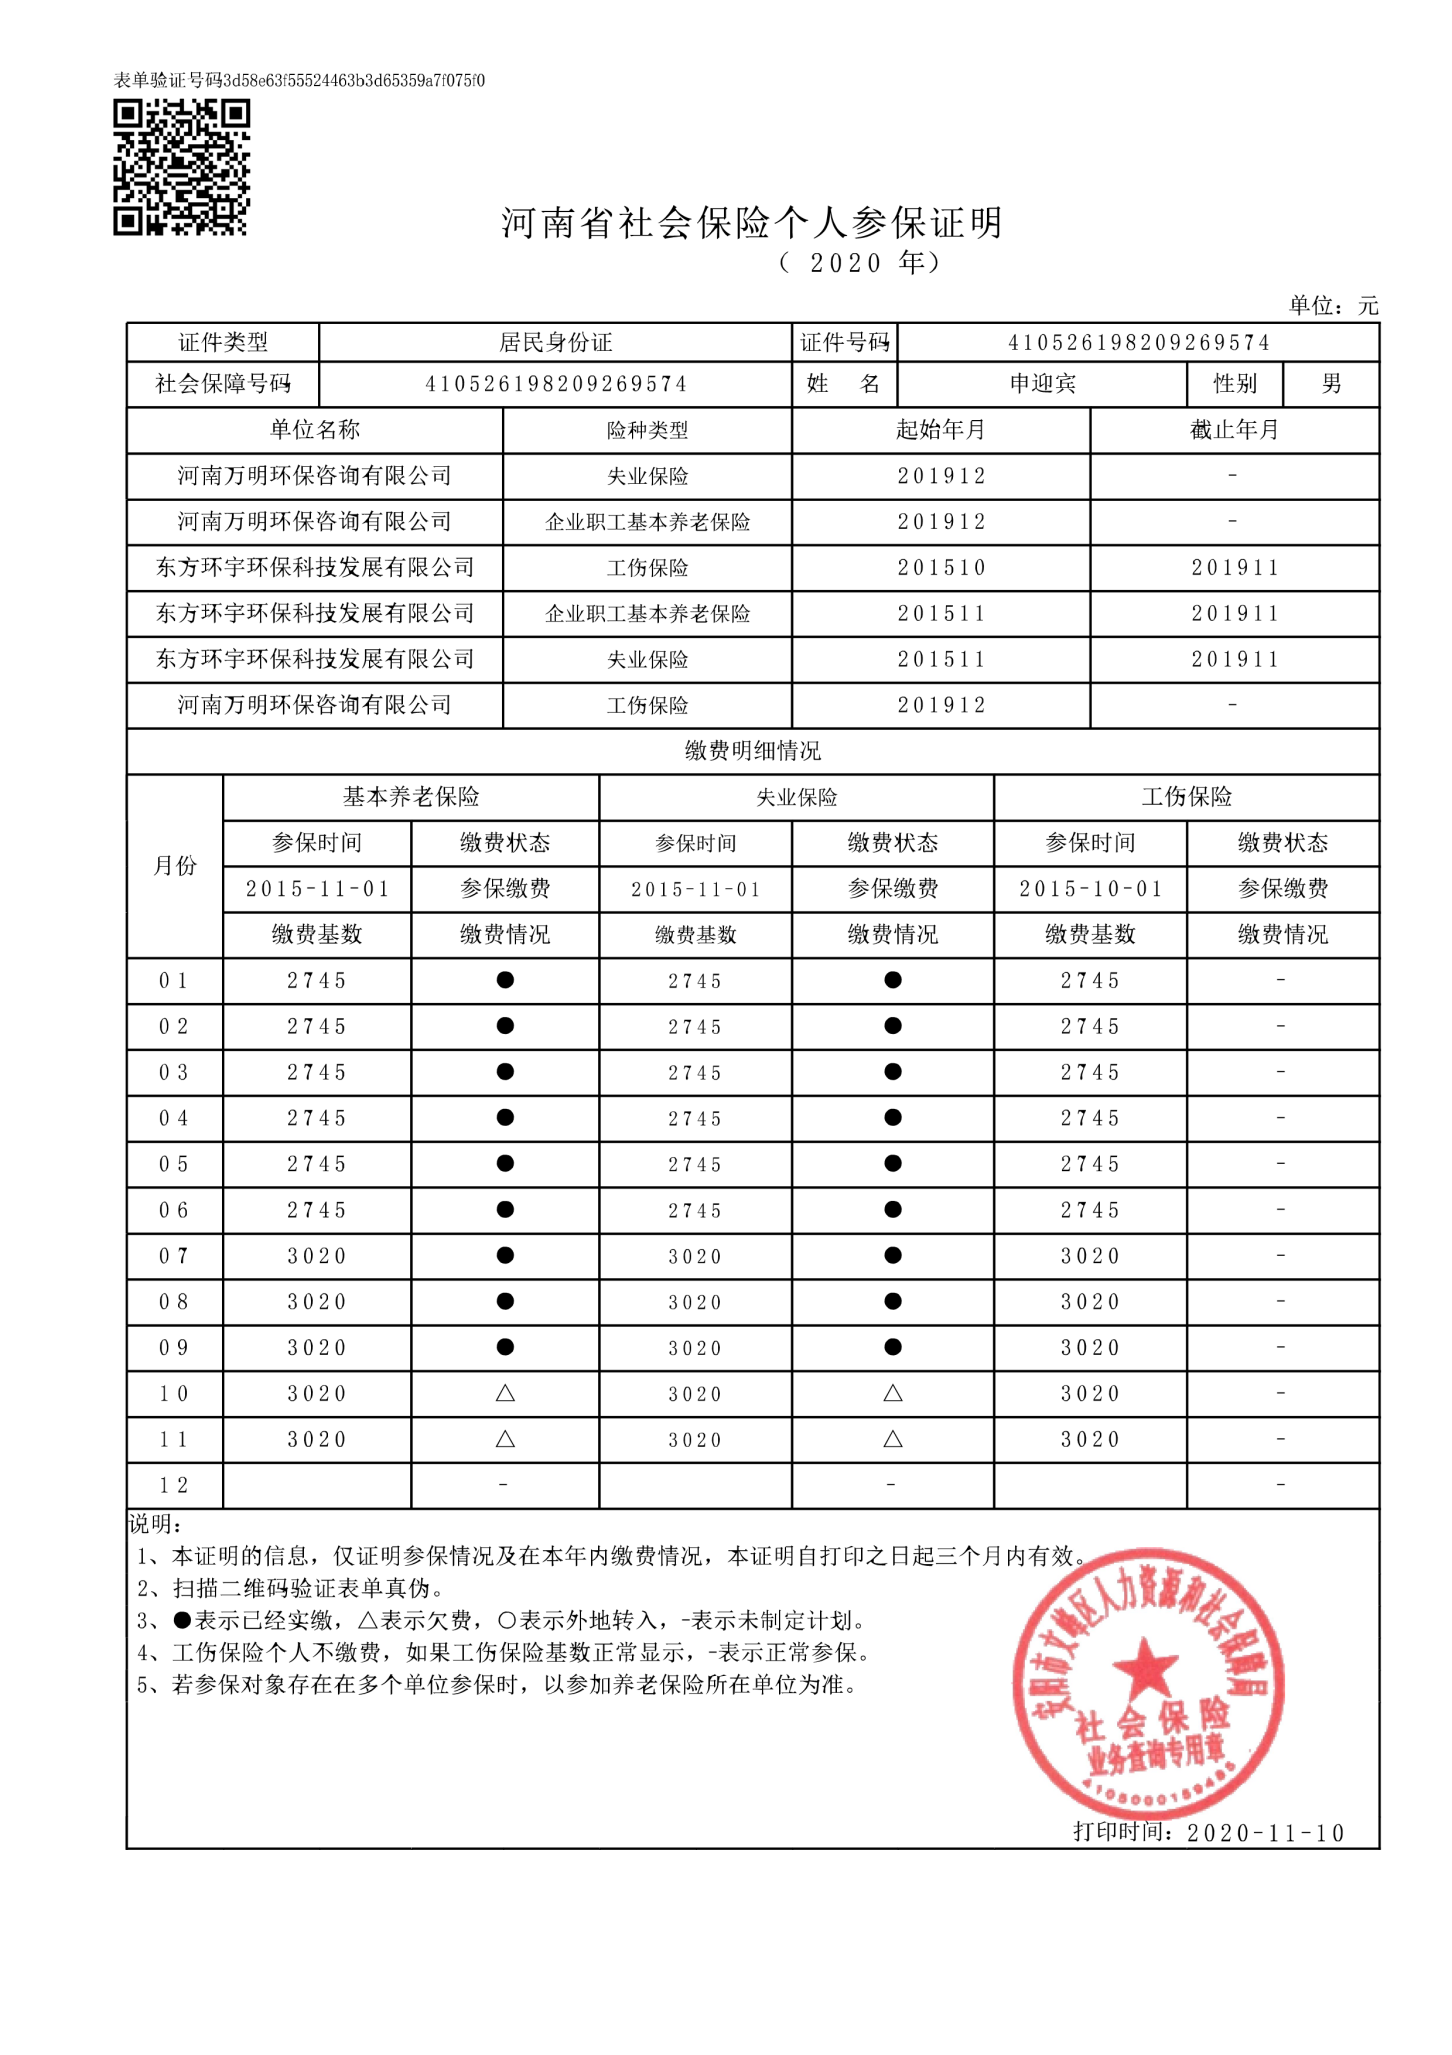 表单验证号码3d58e63f55524463b3d65359a7f075f0
河南省社会保险个人参保证明
（ 2020 年）
单位：元
证件类型 居民身份证 证件号码 410526198209269574
社会保障号码 410526198209269574 姓 名 申迎宾 性别 男
单位名称 险种类型 起始年月 截止年月
河南万明环保咨询有限公司 失业保险 201912 -
河南万明环保咨询有限公司 企业职工基本养老保险 201912 -
东方环宇环保科技发展有限公司 工伤保险 201510 201911
东方环宇环保科技发展有限公司 企业职工基本养老保险 201511 201911
东方环宇环保科技发展有限公司 失业保险 201511 201911
河南万明环保咨询有限公司 工伤保险 201912 -
缴费明细情况
月份 基本养老保险 失业保险 工伤保险
参保时间 缴费状态 参保时间 缴费状态 参保时间 缴费状态
2015-11-01 参保缴费 2015-11-01 参保缴费 2015-10-01 参保缴费
缴费基数 缴费情况 缴费基数 缴费情况 缴费基数 缴费情况
01 2745 ● 2745 ● 2745 -
02 2745 ● 2745 ● 2745 -
03 2745 ● 2745 ● 2745 -
04 2745 ● 2745 ● 2745 -
05 2745 ● 2745 ● 2745 -
06 2745 ● 2745 ● 2745 -
07 3020 ● 3020 ● 3020 -
08 3020 ● 3020 ● 3020 -
09 3020 ● 3020 ● 3020 -
10 3020 △ 3020 △ 3020 -
11 3020 △ 3020 △ 3020 -
12 - - -
说明：
1、本证明的信息，仅证明参保情况及在本年内缴费情况，本证明自打印之日起三个月内有效。
2、扫描二维码验证表单真伪。
3、●表示已经实缴，△表示欠费，○表示外地转入，-表示未制定计划。
4、工伤保险个人不缴费，如果工伤保险基数正常显示，-表示正常参保。
5、若参保对象存在在多个单位参保时，以参加养老保险所在单位为准。
安阳市文峰区人力资源和社会保障局
社会保险
业务查询专用章
4105000159485
打印时间：2020-11-10